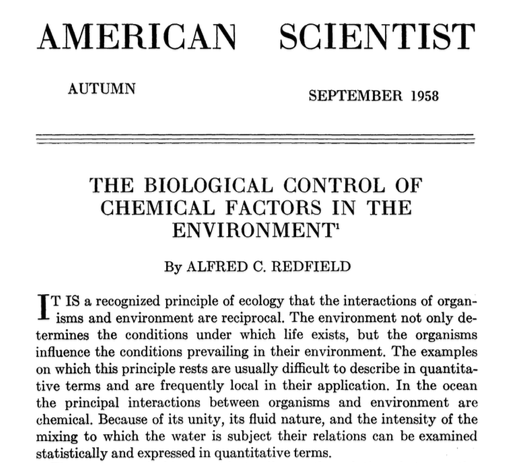 AMERICAN SCIENTIST
AUTUMN SEPTEMBER 1958
THE BIOLOGICAL CONTROL OF
CHEMICAL FACTORS IN THE
ENVIRONMENT¹
By ALFRED C. REDFIELD
IT IS a recognized principle of ecology that the interactions of organ-
isms and environment are reciprocal. The environment not only de-
termines the conditions under which life exists, but the organisms
influence the conditions prevailing in their environment. The examples
on which this principle rests are usually difficult to describe in quantita-
tive terms and are frequently local in their application. In the ocean
the principal interactions between organisms and environment are
chemical. Because of its unity, its fluid nature, and the intensity of the
mixing to which the water is subject their relations can be examined
statistically and expressed in quantitative terms.